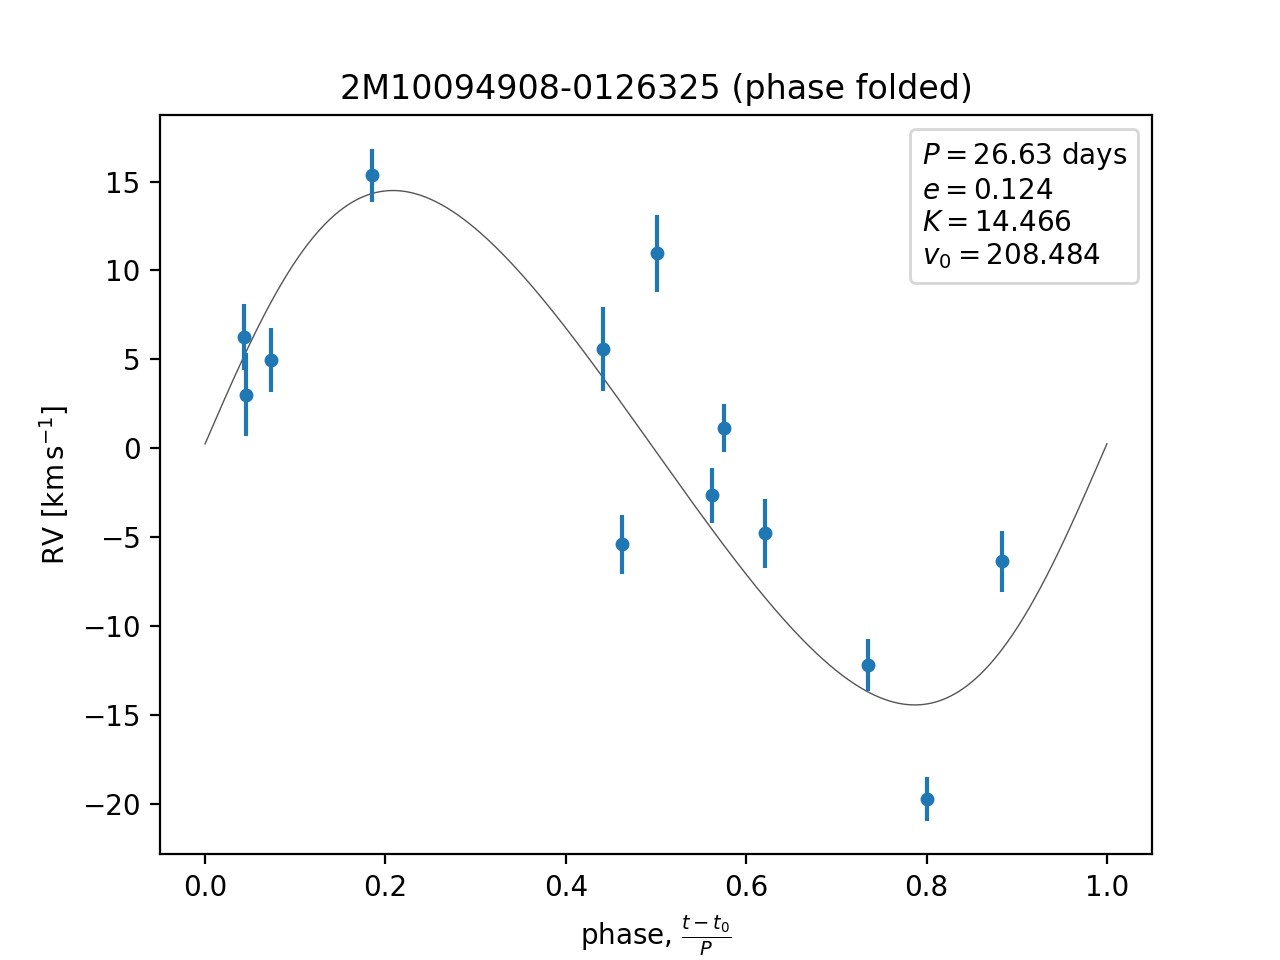 2M10094908-0126325 (phase folded)
P = 26.63 days
e = 0.124
K = 14.466
v₀ = 208.484
15
10
5
0
−5
−10
−15
−20
RV [km s⁻¹]
0.0 0.2 0.4 0.6 0.8 1.0
phase, (t − t₀)/P